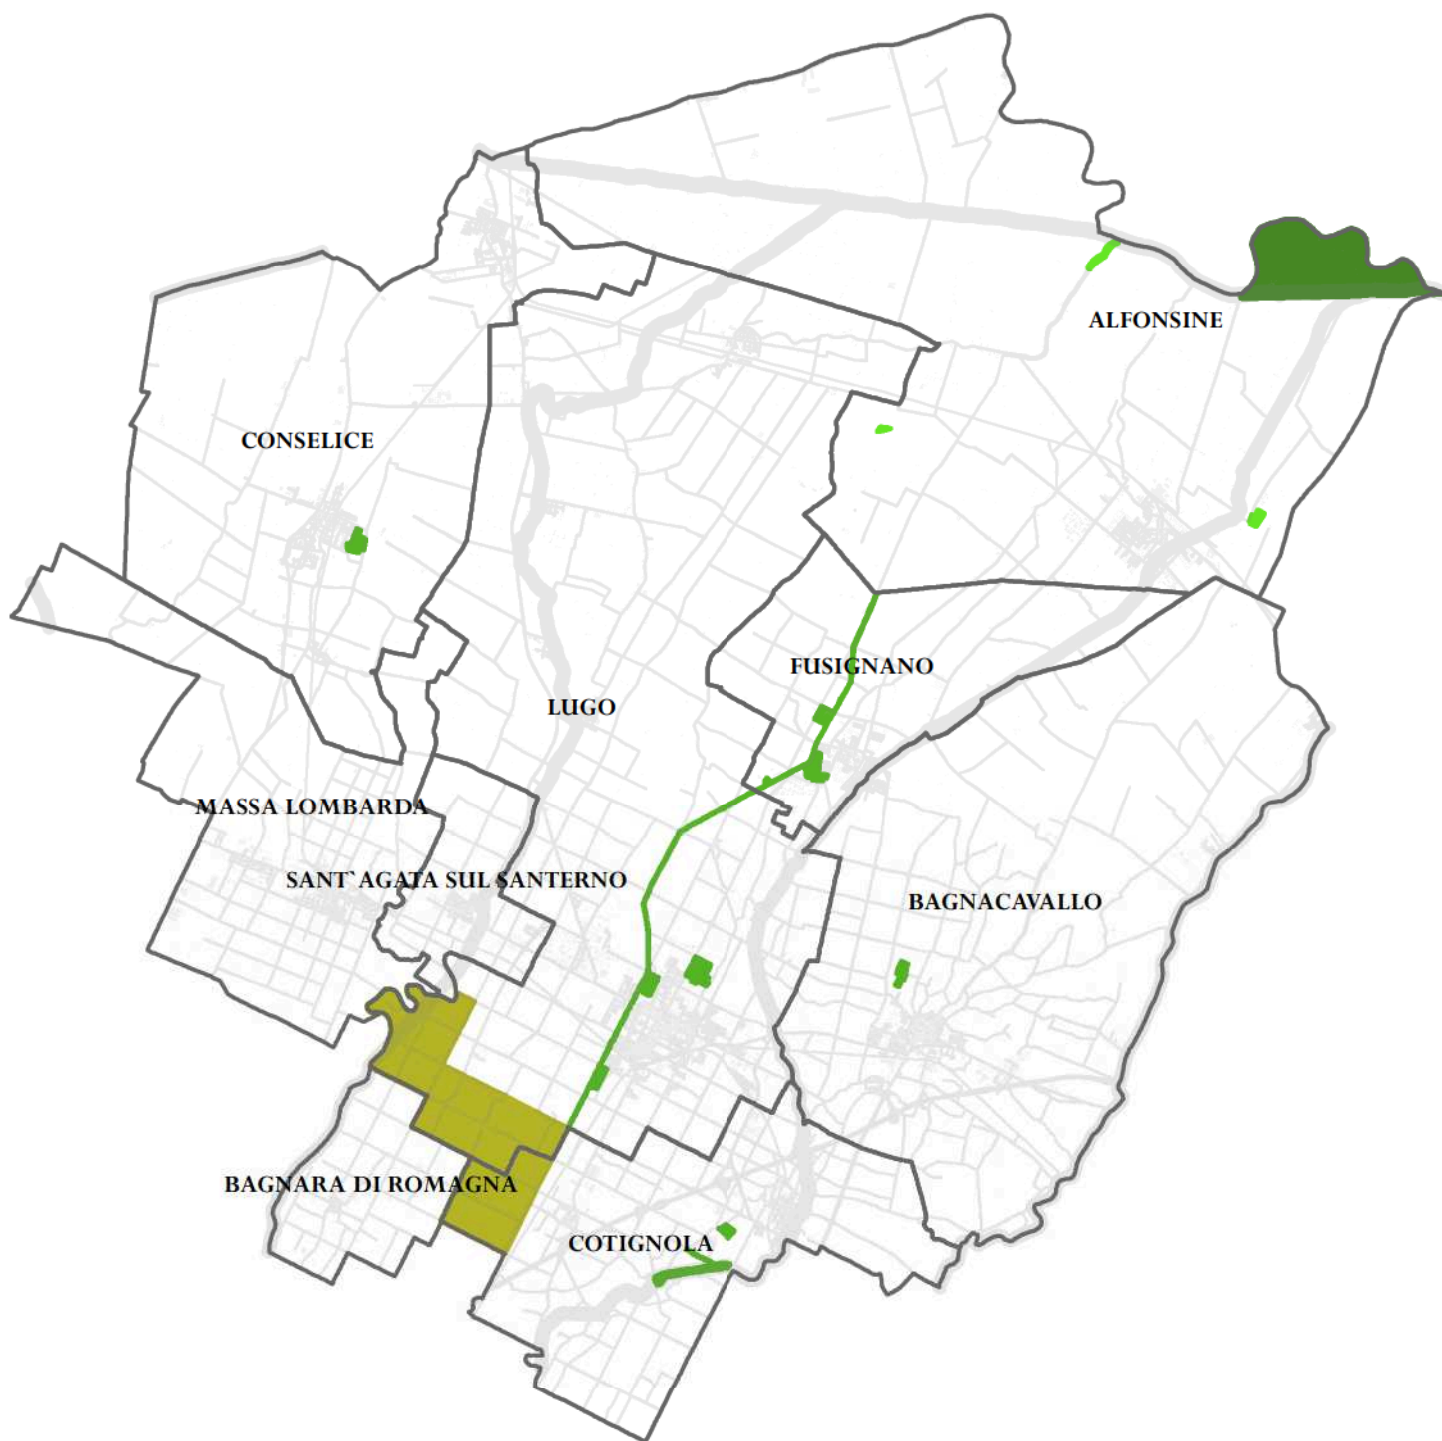 ALFONSINE
CONSELICE
FUSIGNANO
LUGO
MASSA LOMBARDA
SANT`AGATA SUL SANTERNO
BAGNACAVALLO
BAGNARA DI ROMAGNA
COTIGNOLA